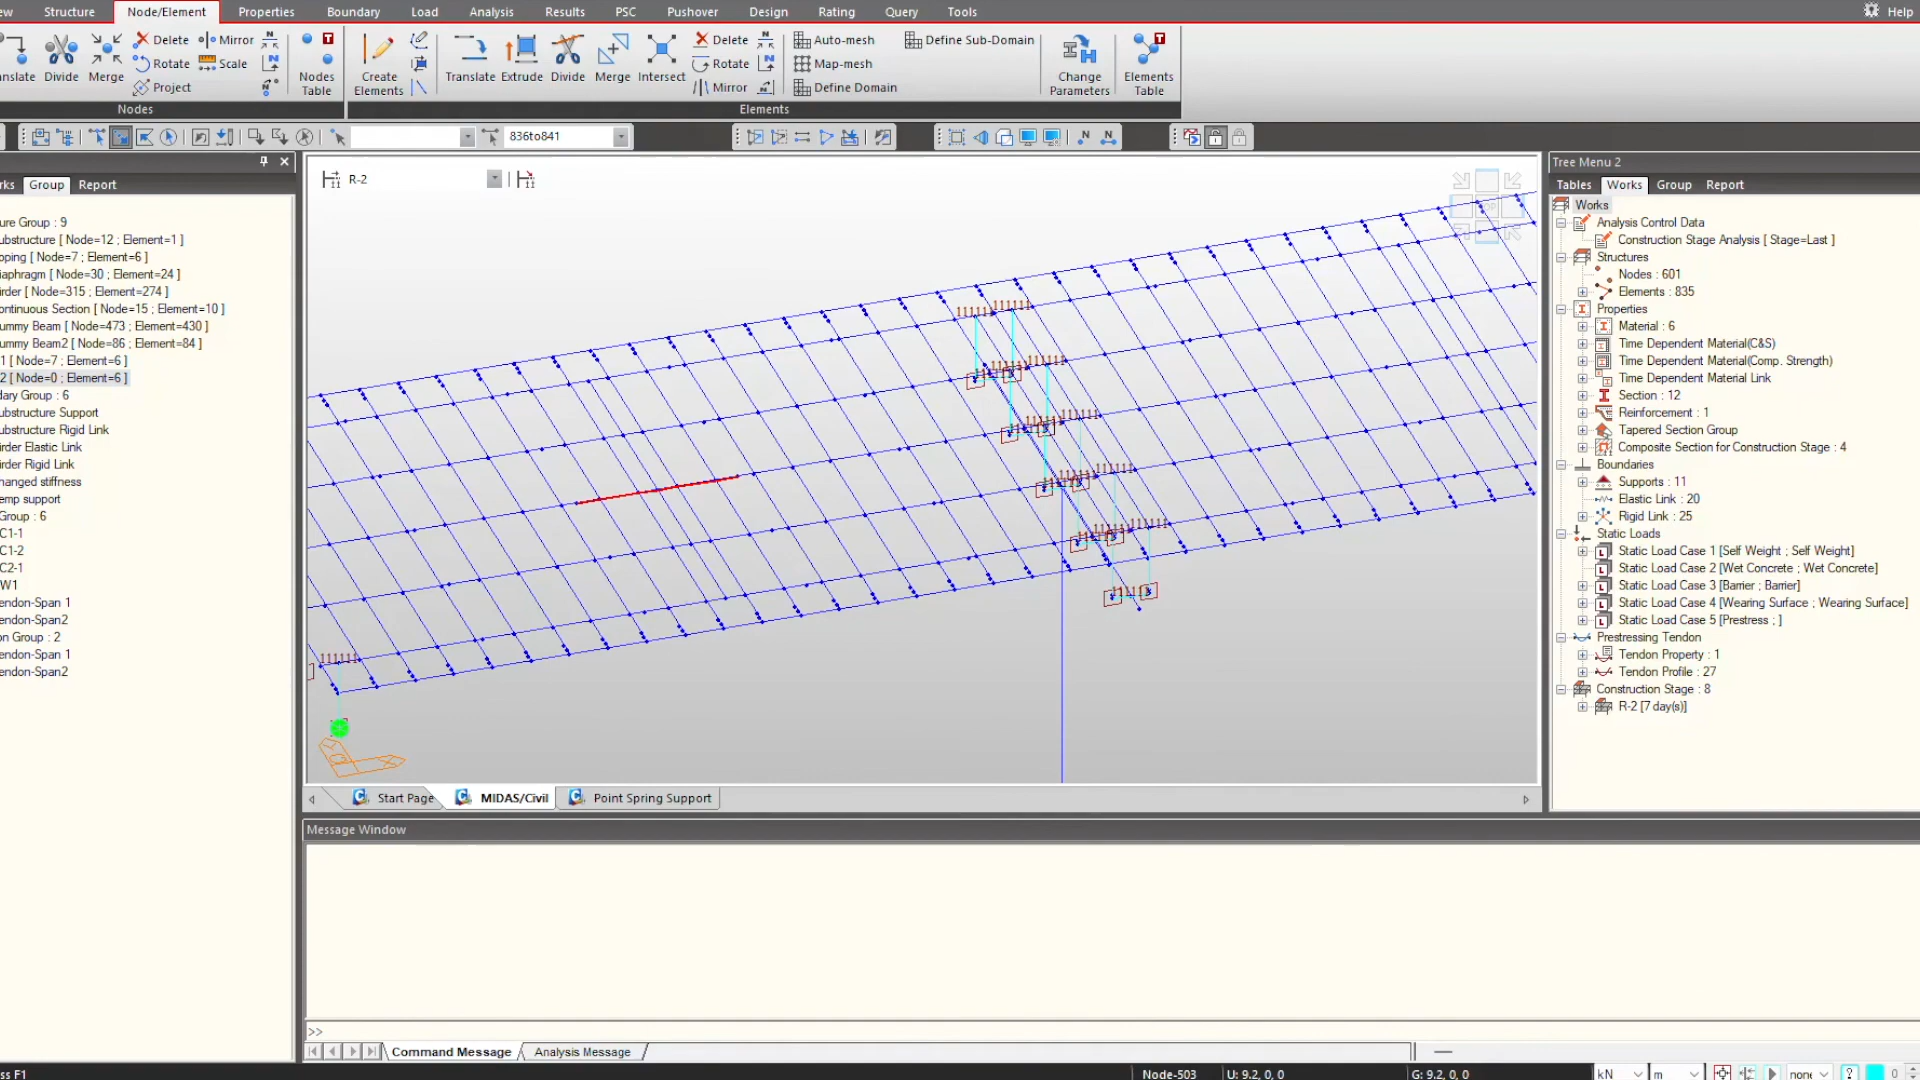 ew Structure Node/Element Properties Boundary Load Analysis Results PSC Pushover Design Rating Query Tools Help
Delete Mirror Delete Auto-mesh Define Sub-Domain
Rotate Scale Rotate Map-mesh
nslate Divide Merge Project Nodes Table Create Elements Translate Extrude Divide Merge Intersect Mirror Define Domain Change Parameters Elements Table
Nodes Elements
836to841
Tree Menu 2
rks Group Report
R-2
Tables Works Group Report
ure Group : 9
ubstructure [ Node=12 ; Element=1 ]
oping [ Node=7 ; Element=6 ]
iaphragm [ Node=30 ; Element=24 ]
irder [ Node=315 ; Element=274 ]
ontinuous Section [ Node=15 ; Element=10 ]
ummy Beam [ Node=473 ; Element=430 ]
ummy Beam2 [ Node=86 ; Element=84 ]
1 [ Node=7 ; Element=6 ]
2 [ Node=0 ; Element=6 ]
dary Group : 6
ubstructure Support
ubstructure Rigid Link
irder Elastic Link
irder Rigid Link
hanged stiffness
emp support
Group : 6
C1-1
C1-2
C2-1
W1
endon-Span 1
endon-Span2
on Group : 2
endon-Span 1
endon-Span2
Works
Analysis Control Data
Construction Stage Analysis [ Stage=Last ]
Structures
Nodes : 601
Elements : 835
Properties
Material : 6
Time Dependent Material(C&S)
Time Dependent Material(Comp. Strength)
Time Dependent Material Link
Section : 12
Reinforcement : 1
Tapered Section Group
Composite Section for Construction Stage : 4
Boundaries
Supports : 11
Elastic Link : 20
Rigid Link : 25
Static Loads
Static Load Case 1 [Self Weight ; Self Weight]
Static Load Case 2 [Wet Concrete ; Wet Concrete]
Static Load Case 3 [Barrier ; Barrier]
Static Load Case 4 [Wearing Surface ; Wearing Surface]
Static Load Case 5 [Prestress ; ]
Prestressing Tendon
Tendon Property : 1
Tendon Profile : 27
Construction Stage : 8
R-2 [7 day(s)]
Start Page MIDAS/Civil Point Spring Support
Message Window
>>
Command Message Analysis Message
ss F1 Node-503 U: 9.2, 0, 0 G: 9.2, 0, 0 kN m none ? 0